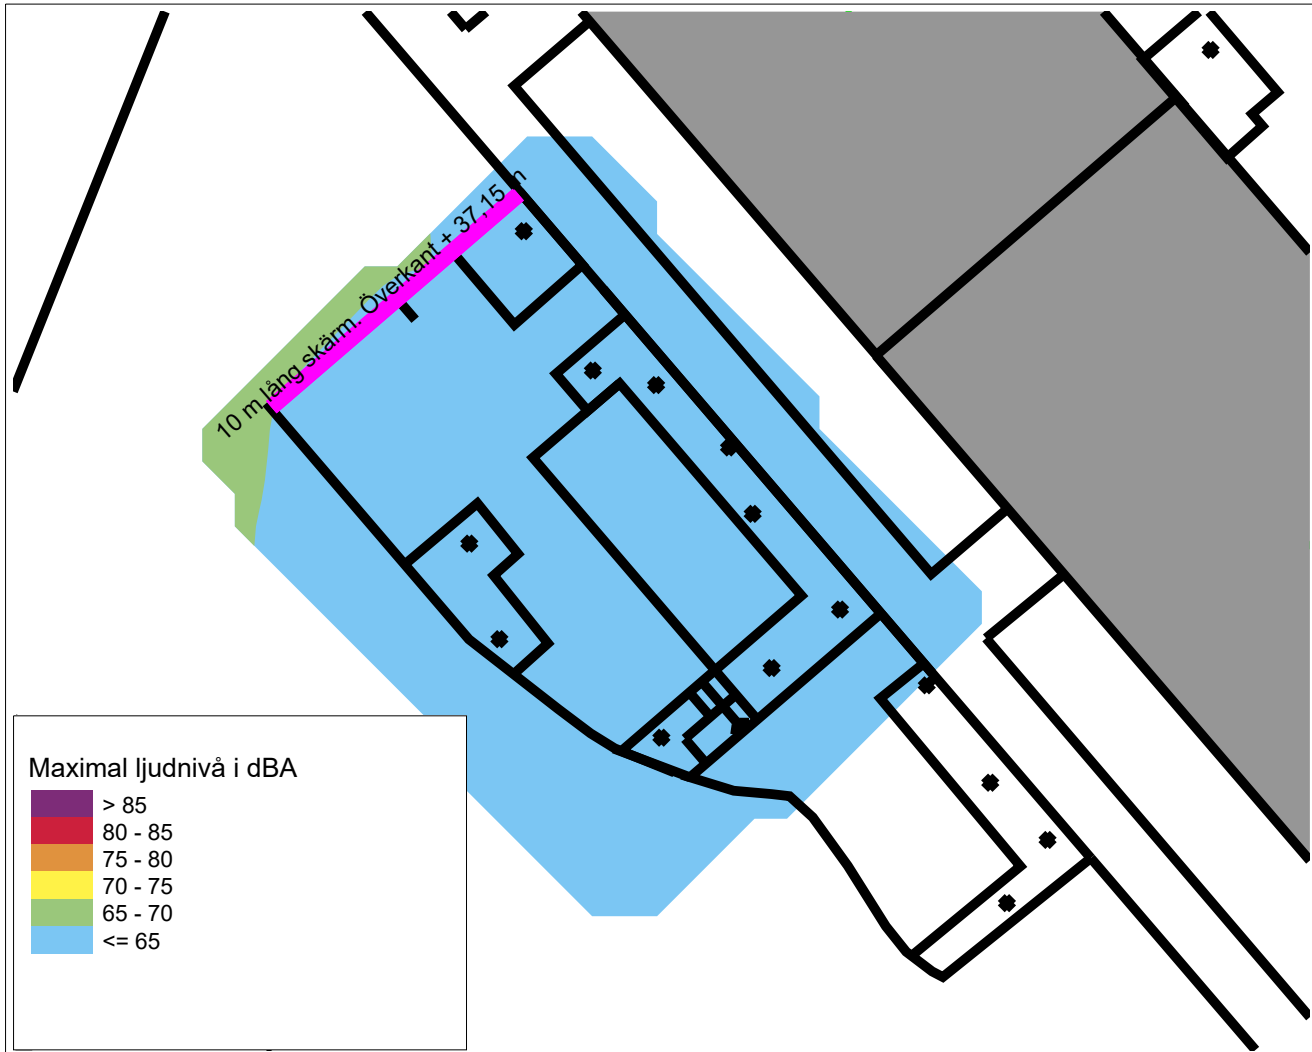 10 m lång skärm. Överkant + 37,15 m
Maximal ljudnivå i dBA
> 85
80 - 85
75 - 80
70 - 75
65 - 70
<= 65